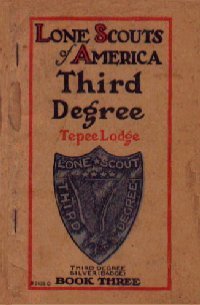 LONE SCOUTS
of AMERICA
Third
Degree
Tepee Lodge
LONE SCOUT
THIRD
DEGREE
THIRD DEGREE
SILVER (BADGE)
BOOK THREE